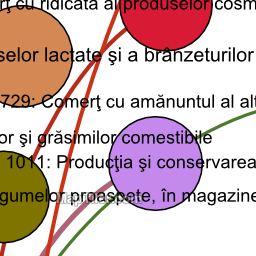 rţ cu ridicata al produselor cosm
selor lactate şi a brânzeturilor
729: Comerţ cu amănuntul al alt
or şi grăsimilor comestibile
1011: Producţia şi conservarea
gumelor proaspete, în magazine